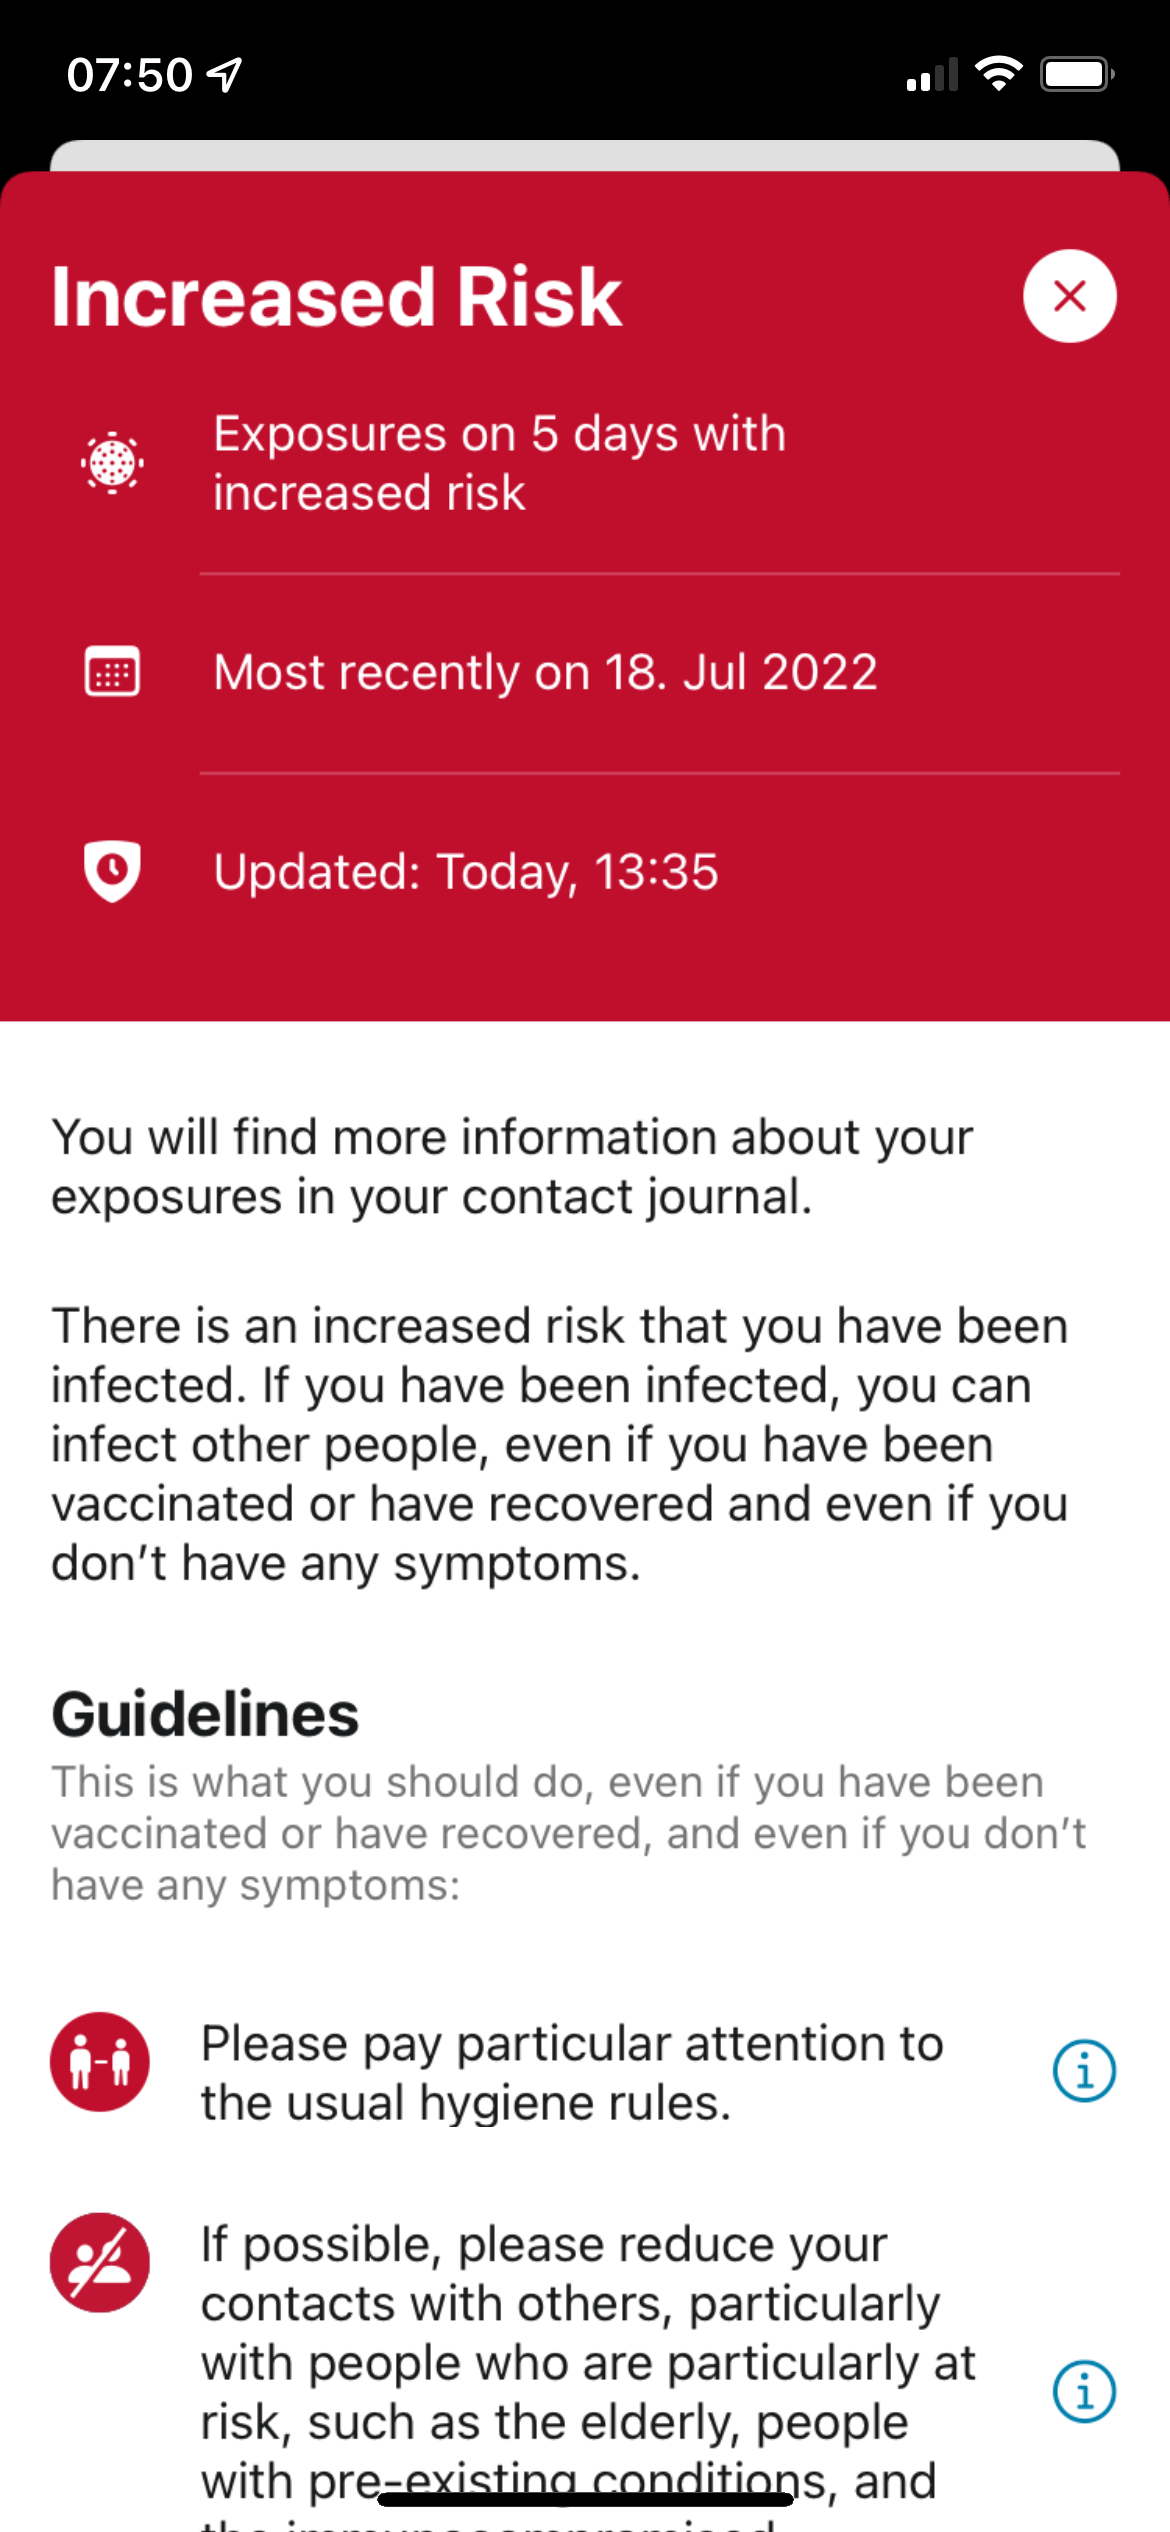 07:50
Increased Risk
Exposures on 5 days with
increased risk
Most recently on 18. Jul 2022
Updated: Today, 13:35
You will find more information about your
exposures in your contact journal.
There is an increased risk that you have been
infected. If you have been infected, you can
infect other people, even if you have been
vaccinated or have recovered and even if you
don’t have any symptoms.
Guidelines
This is what you should do, even if you have been
vaccinated or have recovered, and even if you don’t
have any symptoms:
Please pay particular attention to
the usual hygiene rules.
If possible, please reduce your
contacts with others, particularly
with people who are particularly at
risk, such as the elderly, people
with pre-existing conditions, and
the immunocompromised